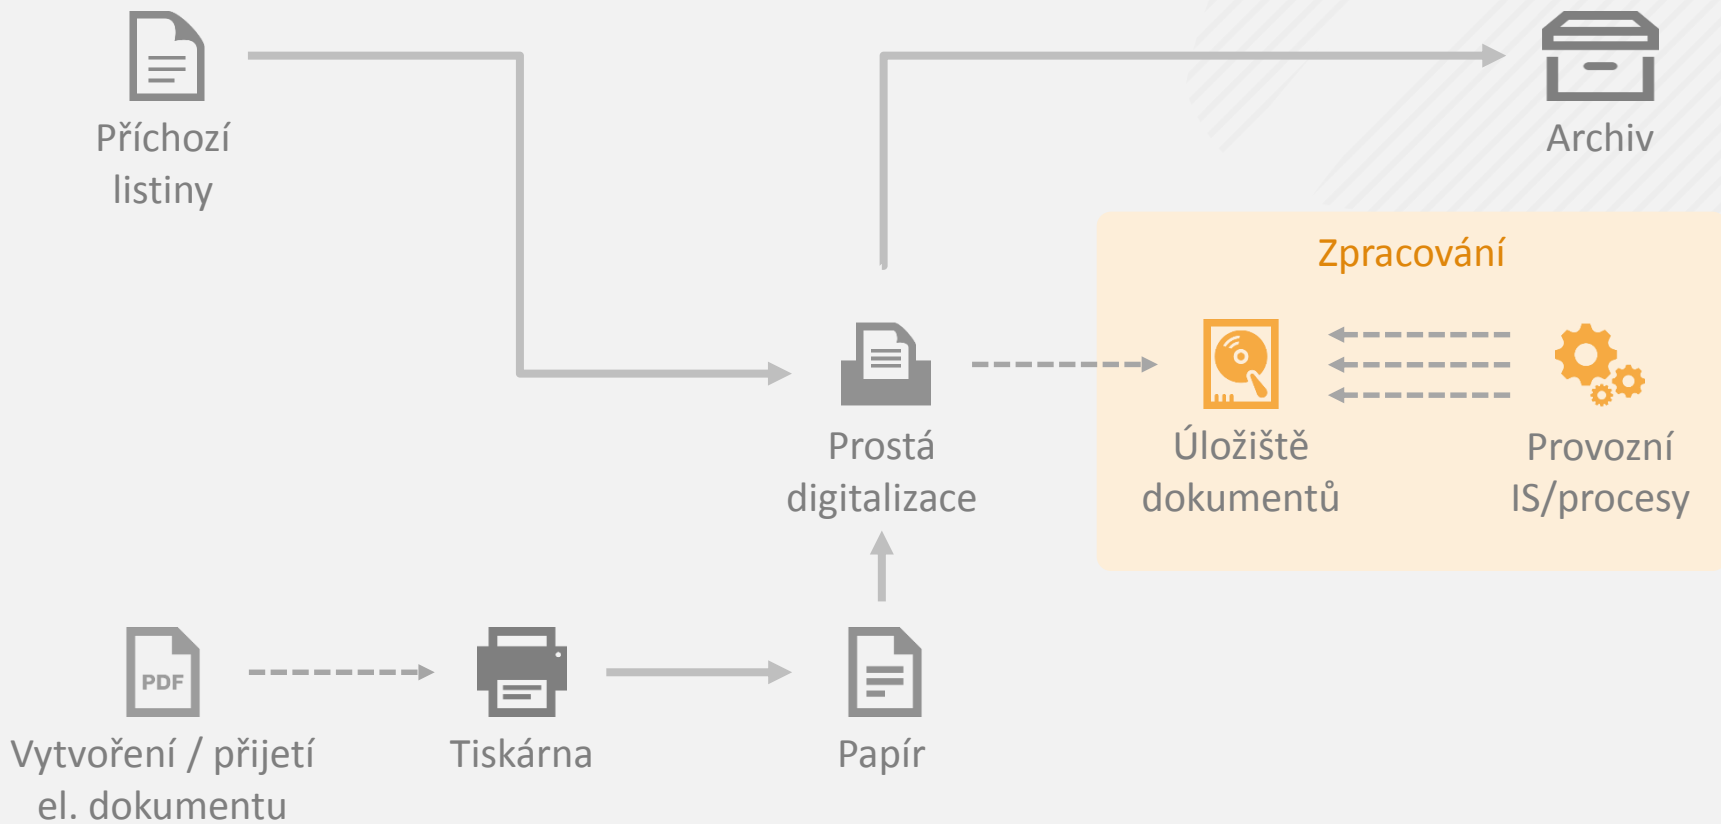 Příchozí
listiny
Archiv
Zpracování
Prostá
digitalizace
Úložiště
dokumentů
Provozní
IS/procesy
PDF
Vytvoření / přijetí
el. dokumentu
Tiskárna
Papír